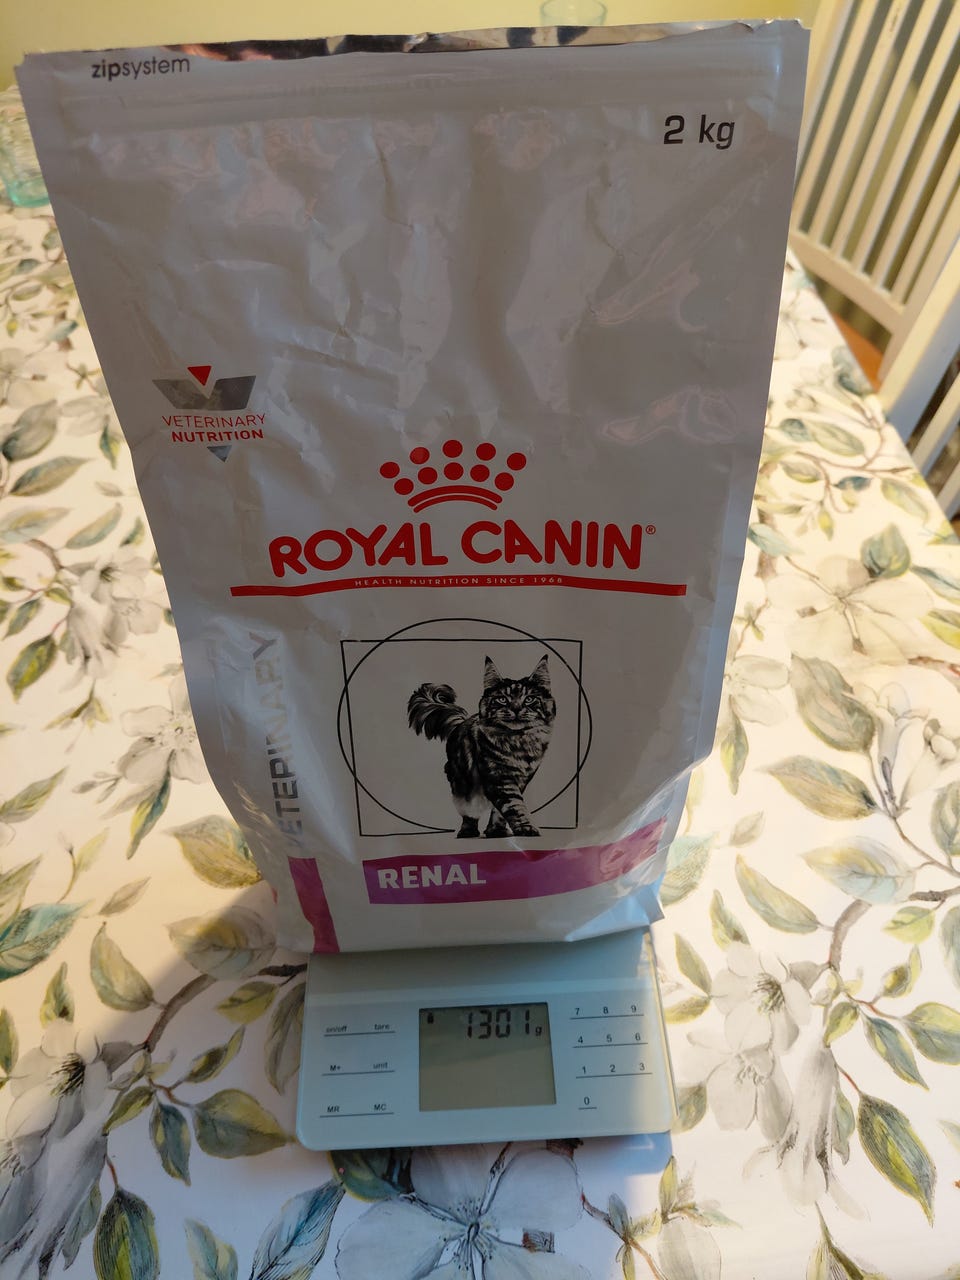 zipsystem
2 kg
VETERINARY
NUTRITION
ROYAL CANIN®
HEALTH NUTRITION SINCE 1968
VETERINARY
RENAL
1301 g
on/off tare
M+ unit
MR MC
7 8 9
4 5 6
1 2 3
0